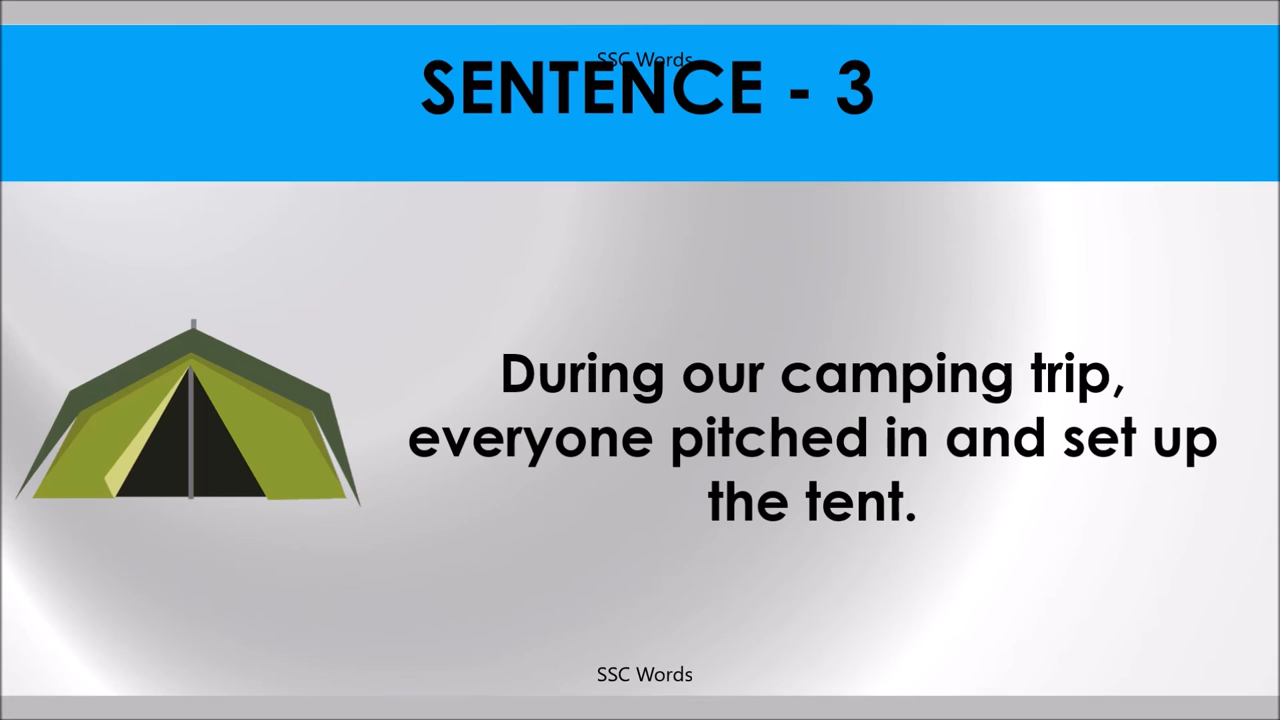 SSC Words
SENTENCE - 3
During our camping trip,
everyone pitched in and set up
the tent.
SSC Words